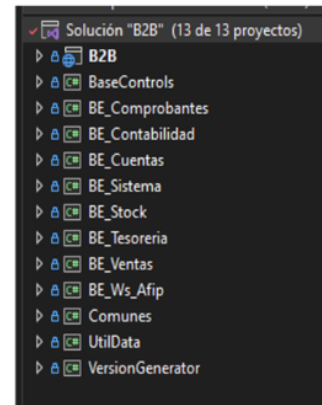 Solución "B2B" (13 de 13 proyectos)
B2B
C# BaseControls
C# BE_Comprobantes
C# BE_Contabilidad
C# BE_Cuentas
C# BE_Sistema
C# BE_Stock
C# BE_Tesoreria
C# BE_Ventas
C# BE_Ws_Afip
C# Comunes
C# UtilData
C# VersionGenerator